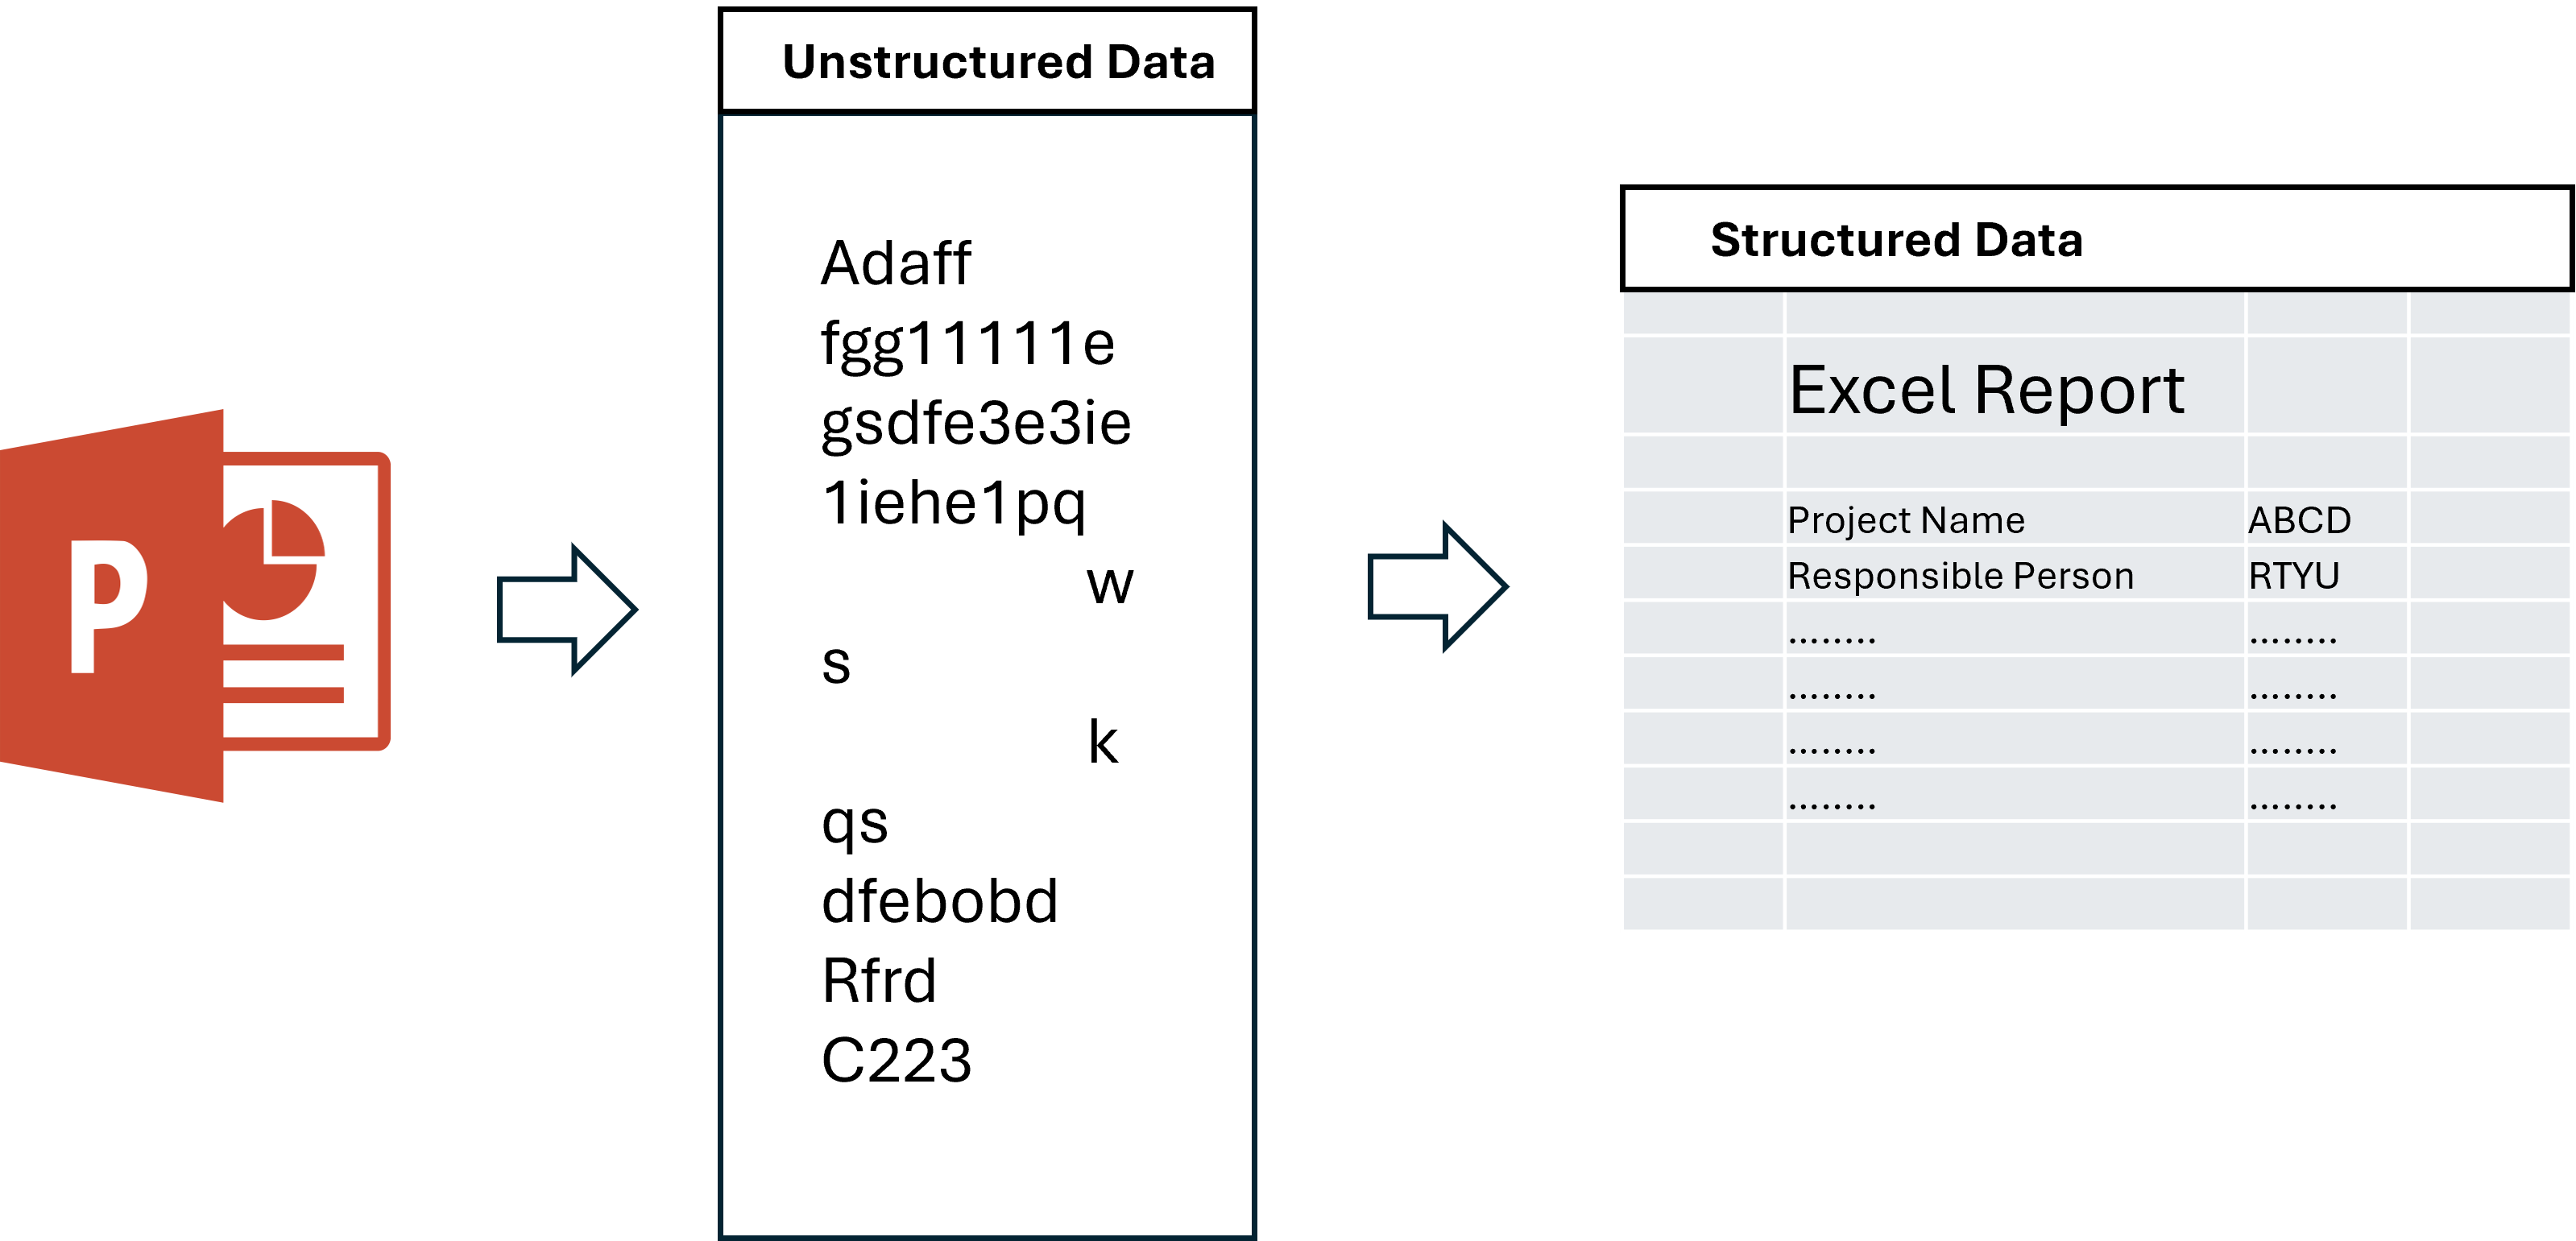 P
Unstructured Data
Adaff
fgg11111e
gsdfe3e3ie
1iehe1pq
w
s
k
qs
dfebobd
Rfrd
C223
Structured Data
Excel Report
Project Name ABCD
Responsible Person RTYU
........ ........
........ ........
........ ........
........ ........